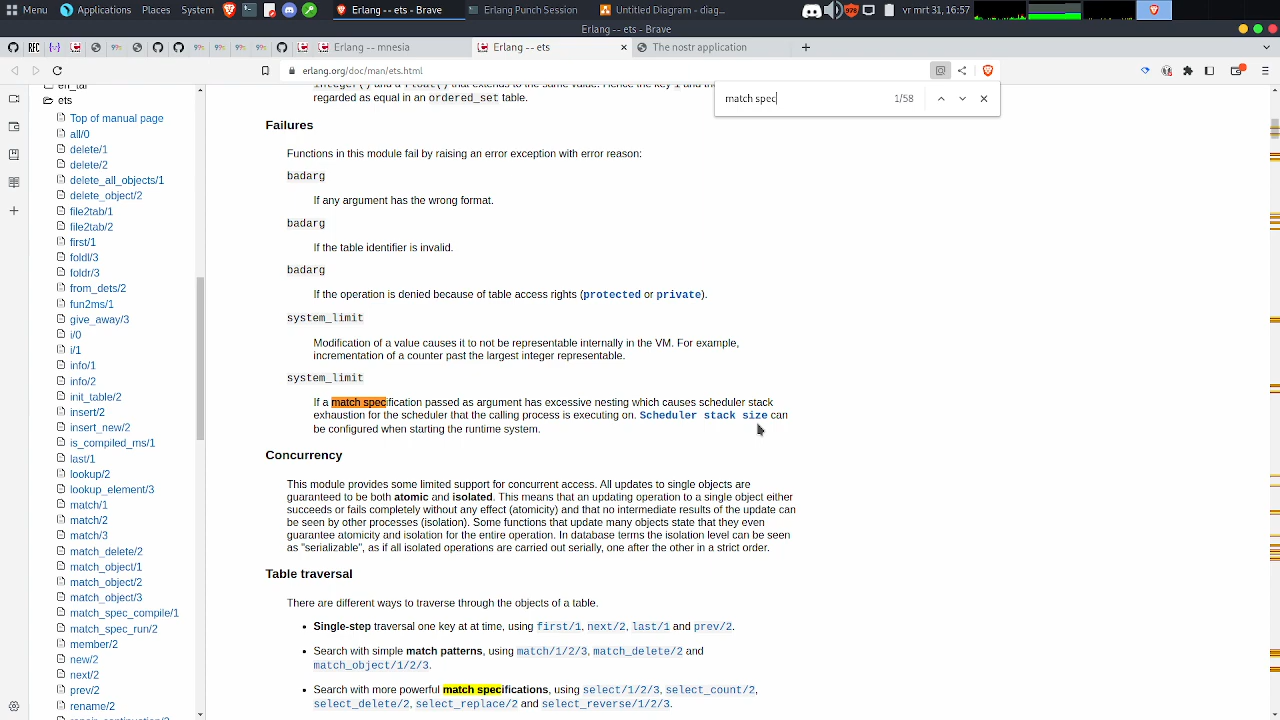 Menu Applications Places System Erlang -- ets - Brave Erlang Punch Session Untitled Diagram - diag... vr mrt 31, 16:57
Erlang -- ets - Brave
Erlang -- mnesia Erlang -- ets The nostr application
erlang.org/doc/man/ets.html
match spec 1/58
en_tar
ets
Top of manual page
all/0
delete/1
delete/2
delete_all_objects/1
delete_object/2
file2tab/1
file2tab/2
first/1
foldl/3
foldr/3
from_dets/2
fun2ms/1
give_away/3
i/0
i/1
info/1
info/2
init_table/2
insert/2
insert_new/2
is_compiled_ms/1
last/1
lookup/2
lookup_element/3
match/1
match/2
match/3
match_delete/2
match_object/1
match_object/2
match_object/3
match_spec_compile/1
match_spec_run/2
member/2
new/2
next/2
prev/2
rename/2
repair_continuation/2
regarded as equal in an ordered_set table.
Failures
Functions in this module fail by raising an error exception with error reason:
badarg
If any argument has the wrong format.
badarg
If the table identifier is invalid.
badarg
If the operation is denied because of table access rights (protected or private).
system_limit
Modification of a value causes it to not be representable internally in the VM. For example,
incrementation of a counter past the largest integer representable.
system_limit
If a match specification passed as argument has excessive nesting which causes scheduler stack
exhaustion for the scheduler that the calling process is executing on. Scheduler stack size can
be configured when starting the runtime system.
Concurrency
This module provides some limited support for concurrent access. All updates to single objects are
guaranteed to be both atomic and isolated. This means that an updating operation to a single object either
succeeds or fails completely without any effect (atomicity) and that no intermediate results of the update can
be seen by other processes (isolation). Some functions that update many objects state that they even
guarantee atomicity and isolation for the entire operation. In database terms the isolation level can be seen
as "serializable", as if all isolated operations are carried out serially, one after the other in a strict order.
Table traversal
There are different ways to traverse through the objects of a table.
• Single-step traversal one key at at time, using first/1, next/2, last/1 and prev/2.
• Search with simple match patterns, using match/1/2/3, match_delete/2 and
match_object/1/2/3.
• Search with more powerful match specifications, using select/1/2/3, select_count/2,
select_delete/2, select_replace/2 and select_reverse/1/2/3.